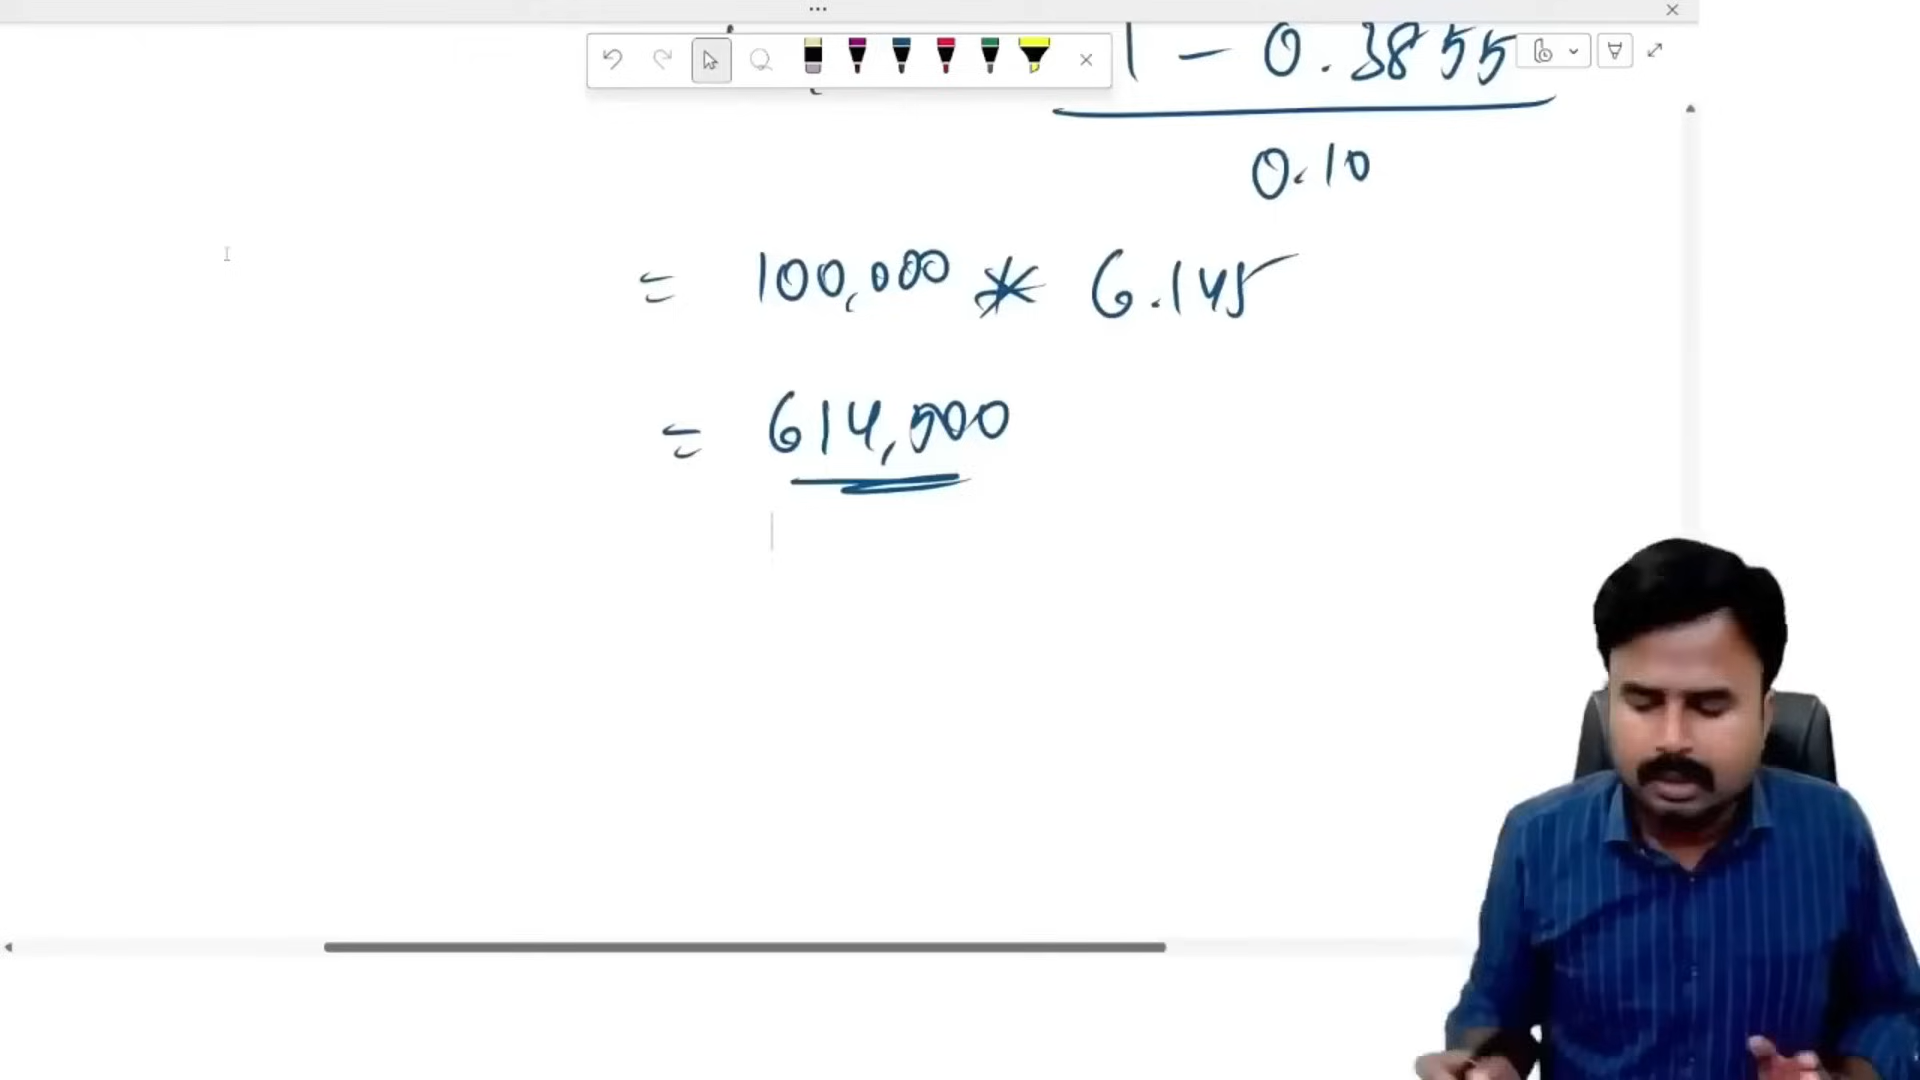 1 - 0.3855
0.10
= 100,000 * 6.145
= 614,500